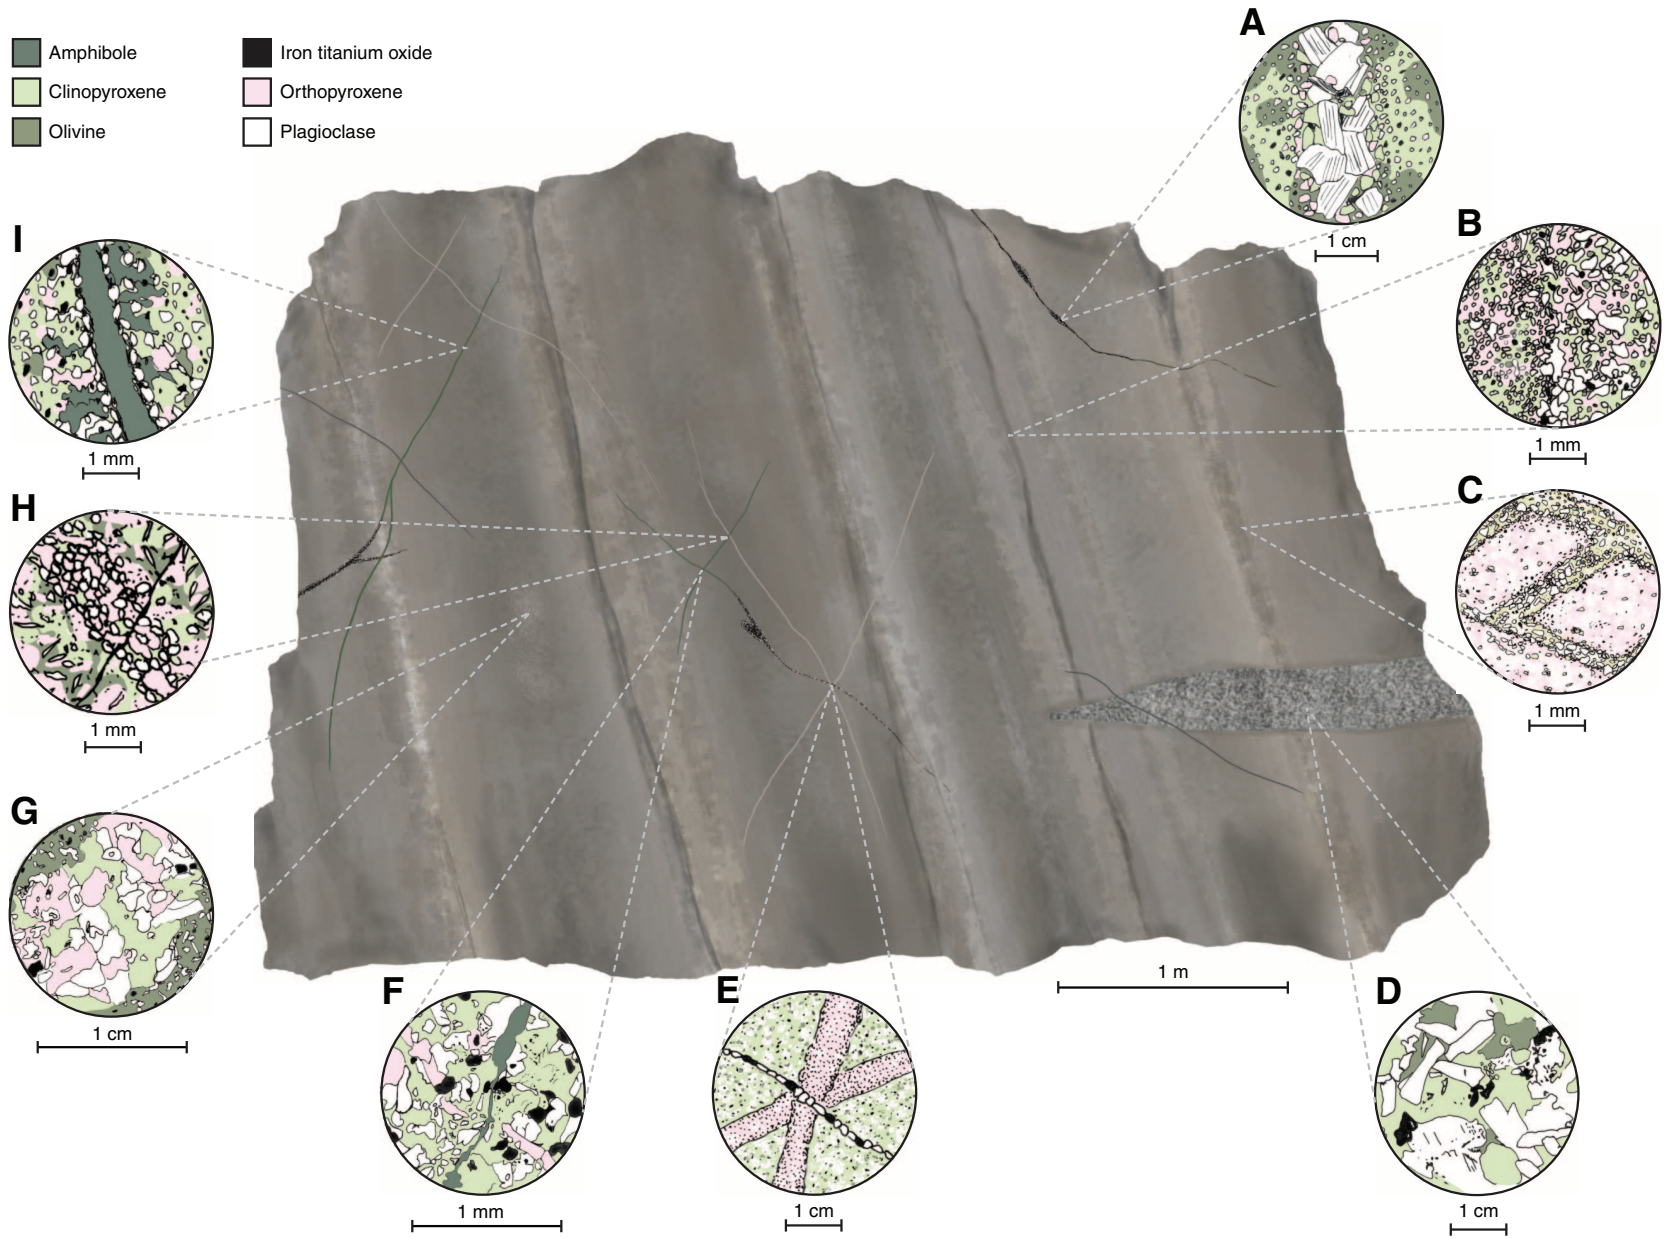 Amphibole
Iron titanium oxide
Clinopyroxene
Orthopyroxene
Olivine
Plagioclase
A
1 cm
B
1 mm
C
1 mm
I
1 mm
H
1 mm
G
1 cm
F
1 mm
E
1 cm
1 m
D
1 cm